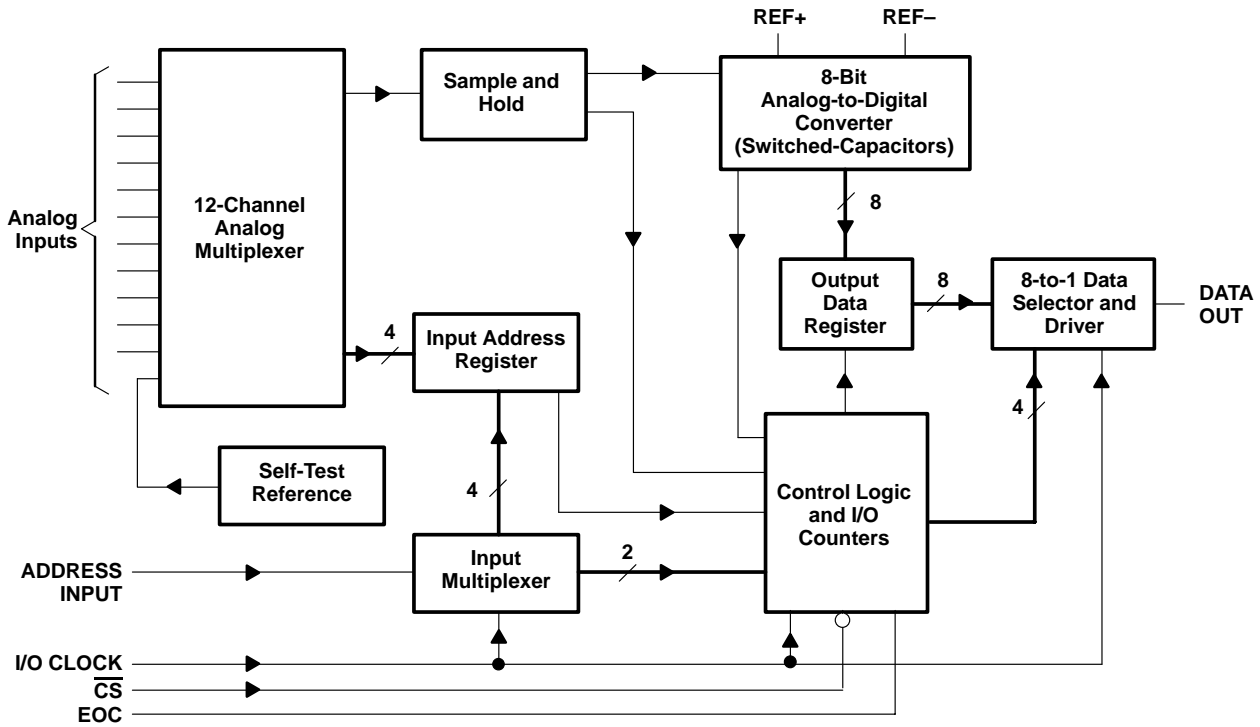 REF+
REF–
Analog
Inputs
12-Channel
Analog
Multiplexer
Sample and
Hold
8-Bit
Analog-to-Digital
Converter
(Switched-Capacitors)
8
Output
Data
Register
8
8-to-1 Data
Selector and
Driver
DATA
OUT
4
Input Address
Register
4
Self-Test
Reference
4
Control Logic
and I/O
Counters
ADDRESS
INPUT
Input
Multiplexer
2
I/O CLOCK
C̅S̅
EOC